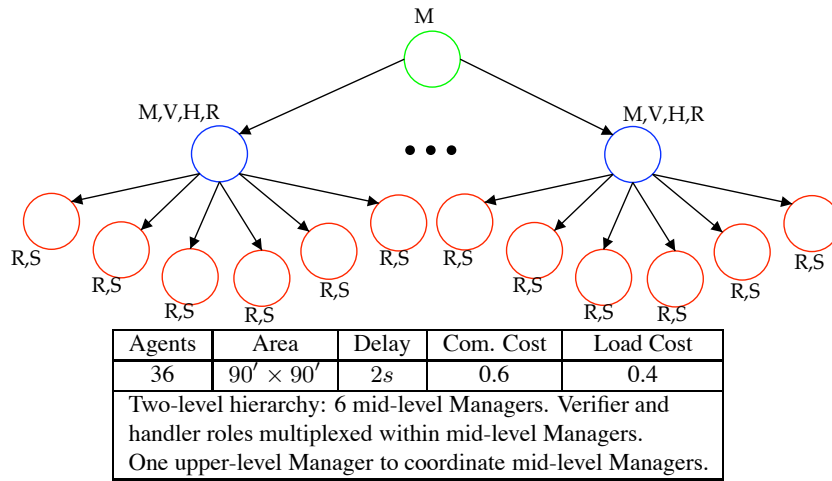 M
M,V,H,R
M,V,H,R
R,S
R,S
R,S
R,S
R,S
R,S
R,S
R,S
R,S
R,S
R,S
R,S
Agents Area Delay Com. Cost Load Cost
36 90′ × 90′ 2s 0.6 0.4
Two-level hierarchy: 6 mid-level Managers. Verifier and
handler roles multiplexed within mid-level Managers.
One upper-level Manager to coordinate mid-level Managers.